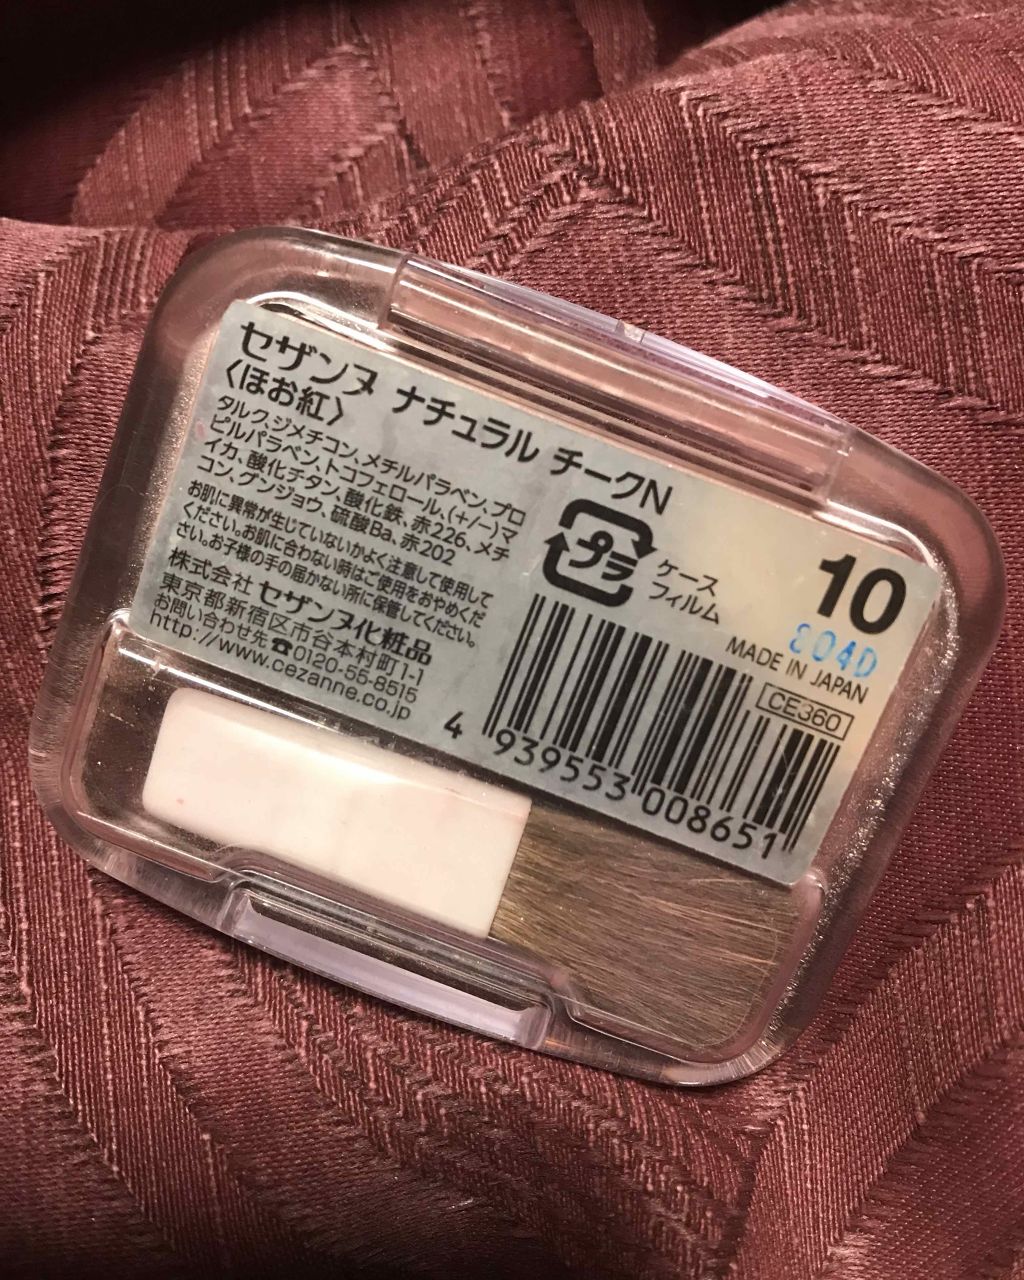 セザンヌ ナチュラル チークN
〈ほお紅〉
タルク、ジメチコン、メチルパラベン、プロ
ピルパラベン、トコフェロール、(+/−)マ
イカ、酸化チタン、酸化鉄、赤226、メチ
コン、グンジョウ、硫酸Ba、赤202
お肌に異常が生じていないかよく注意して使用して
ください。お肌に合わない時はご使用をおやめくだ
さい。お子様の手の届かない所に保管してください。
株式会社 セザンヌ化粧品
東京都新宿区市谷本村町1-1
お問い合わせ先 ☎0120-55-8515
http://www.cezanne.co.jp
プラ
ケース
フィルム
10
804D
MADE IN JAPAN
CE360
4 939553 008651